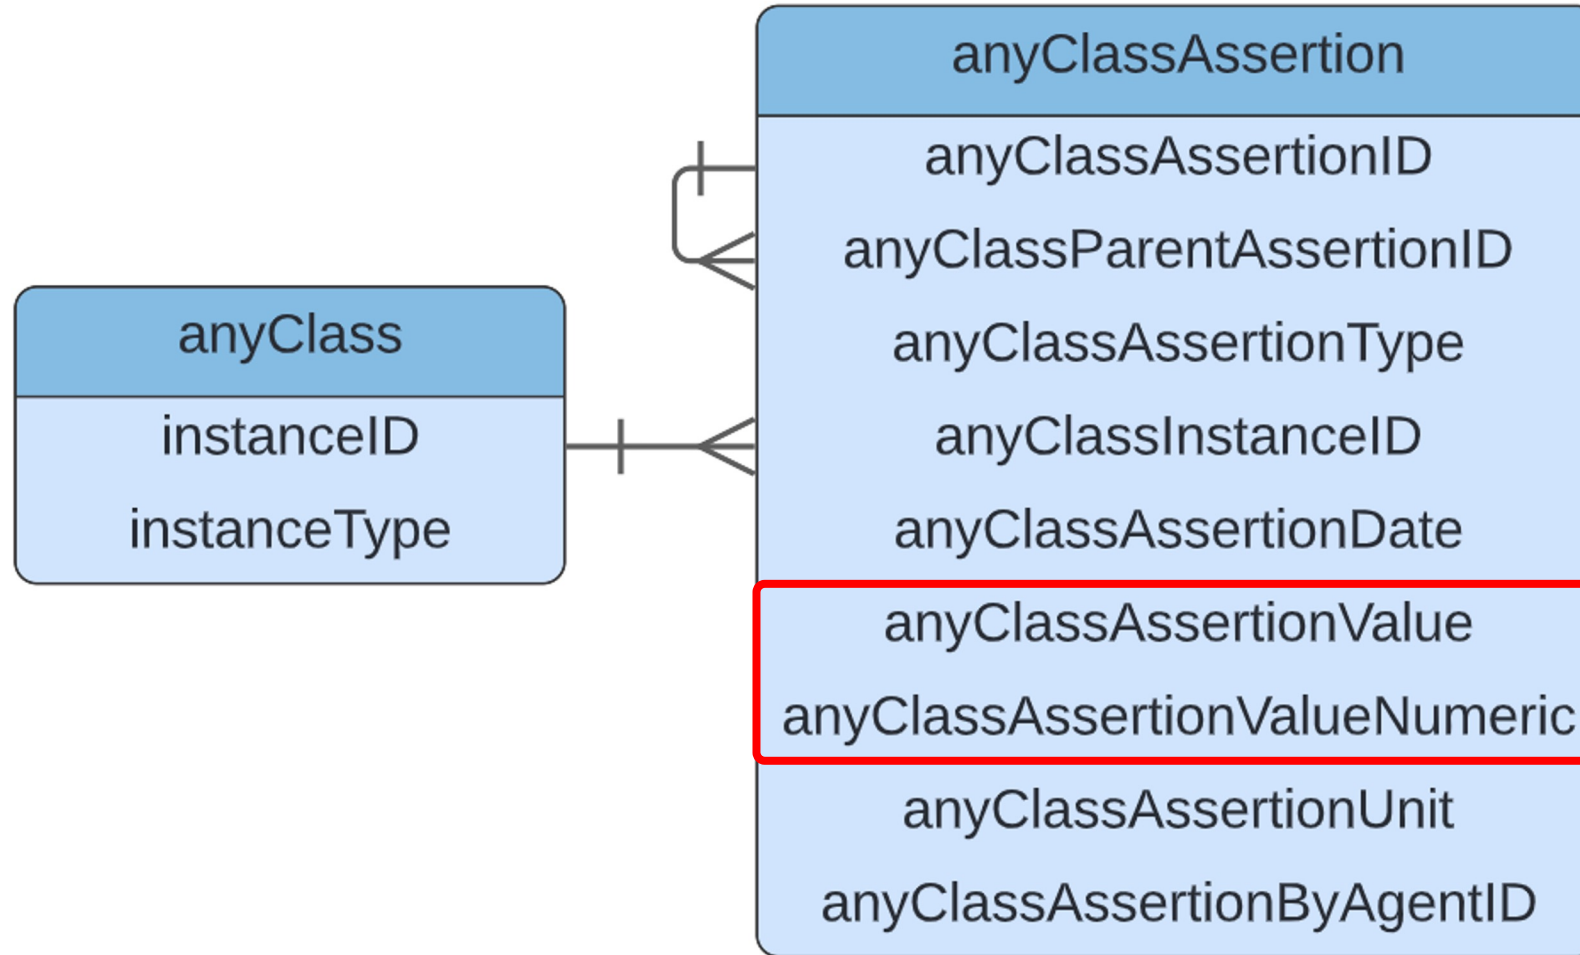 anyClassAssertion
anyClassAssertionID
anyClassParentAssertionID
anyClassAssertionType
anyClassInstanceID
anyClassAssertionDate
anyClassAssertionValue
anyClassAssertionValueNumeric
anyClassAssertionUnit
anyClassAssertionByAgentID
anyClass
instanceID
instanceType